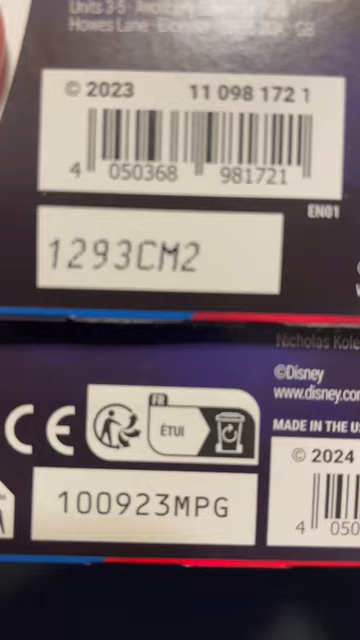 Units 3-5
Howes Lane
GB
© 2023 11 098 172 1
4 050368 981721
EN01
1293CM2
Nicholas Kole
©Disney
www.disney.co
MADE IN THE U
CE
FR
ÉTUI
© 2024
100923MPG
4 050